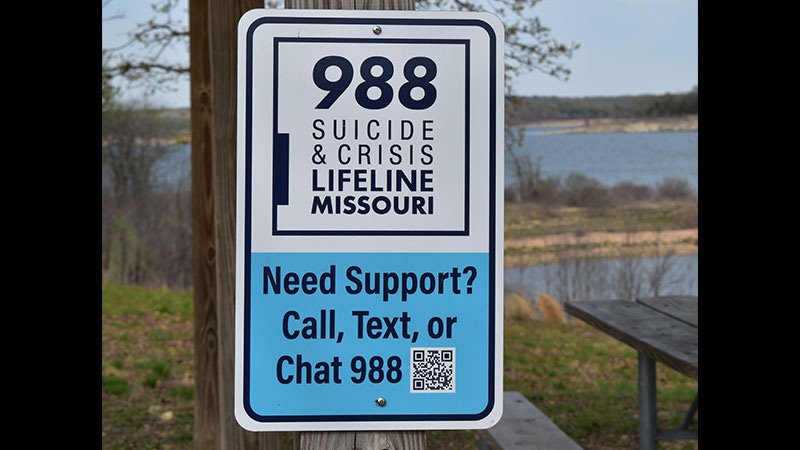 988
SUICIDE
& CRISIS
LIFELINE
MISSOURI
Need Support?
Call, Text, or
Chat 988